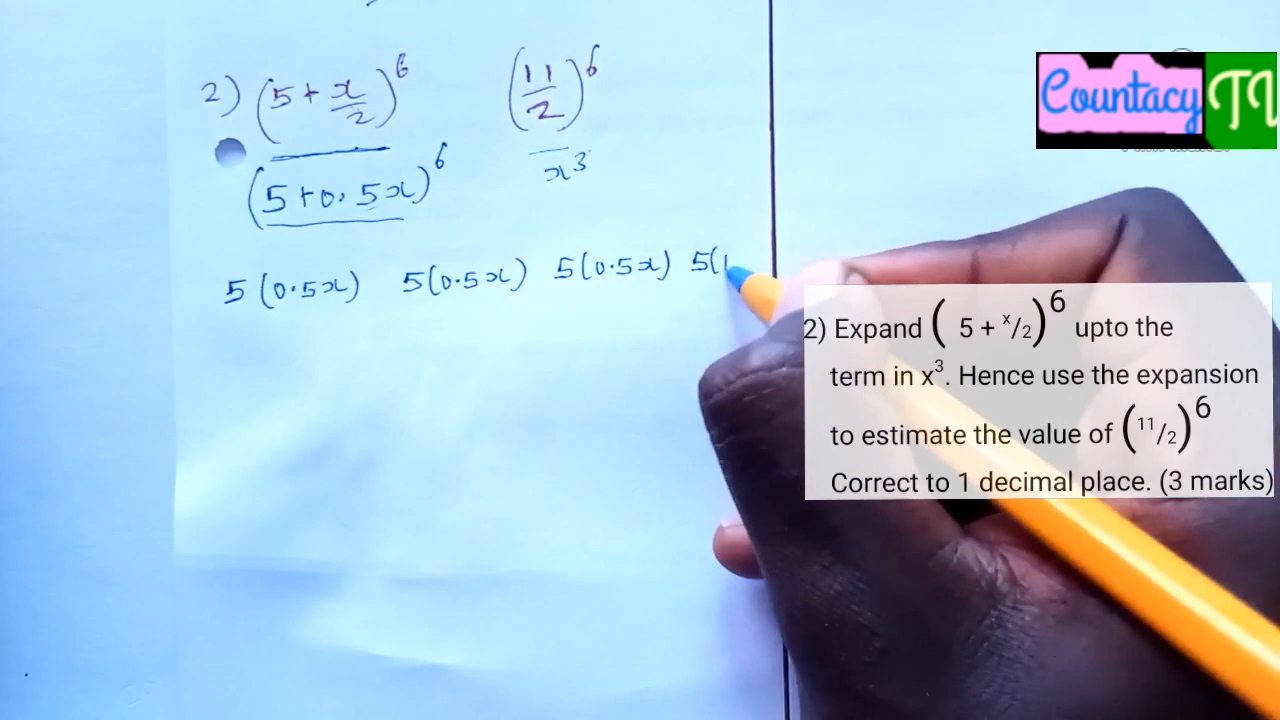 2) (5 + x/2)^6 (11/2)^6
(5+0.5x)^6 x^3
5(0.5x) 5(0.5x) 5(0.5x) 5(
Countacy TV
2) Expand ( 5 + x/2)^6 upto the
term in x^3. Hence use the expansion
to estimate the value of (11/2)^6
Correct to 1 decimal place. (3 marks)